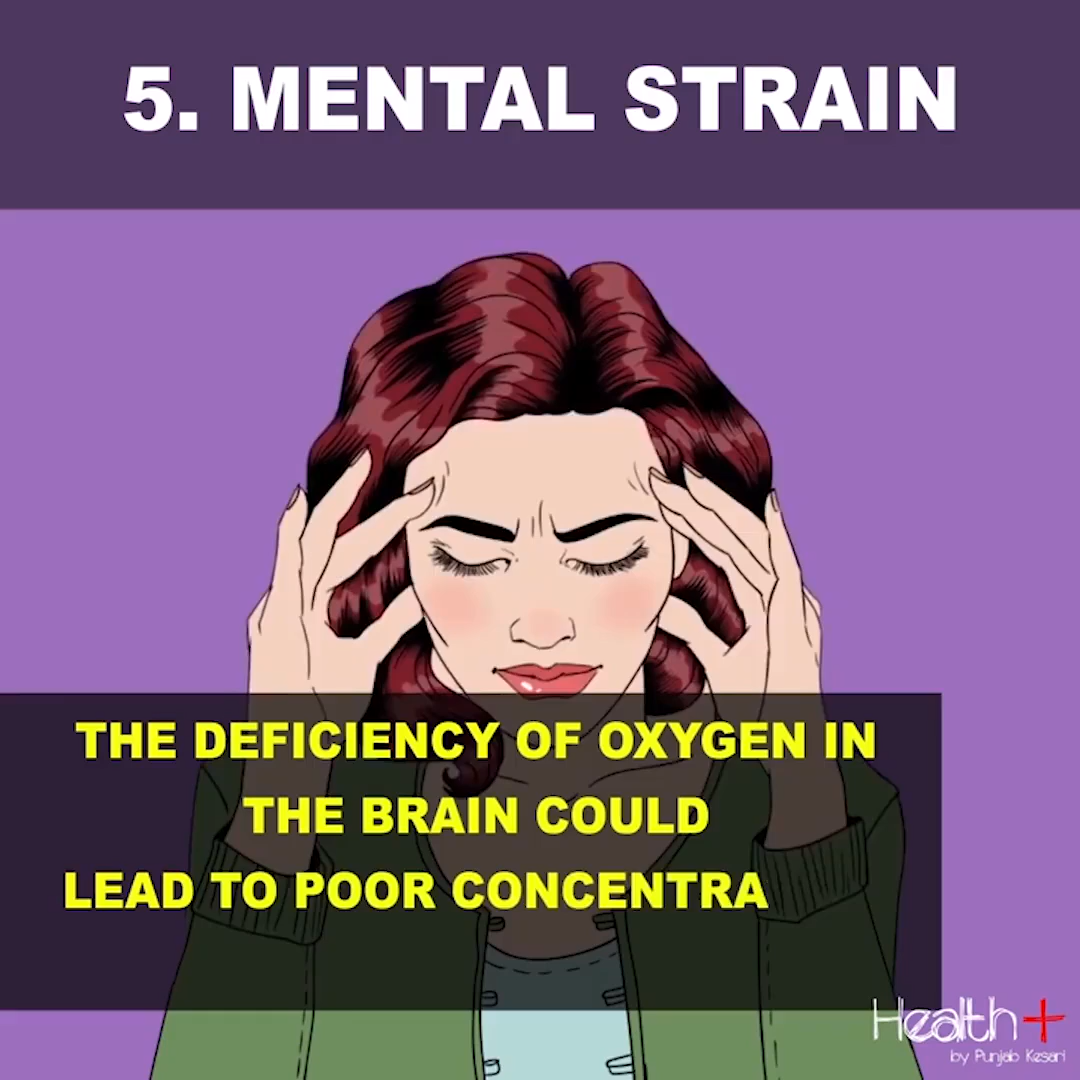 5. MENTAL STRAIN
THE DEFICIENCY OF OXYGEN IN
THE BRAIN COULD
LEAD TO POOR CONCENTRA
Health+
by Punjab Kesari